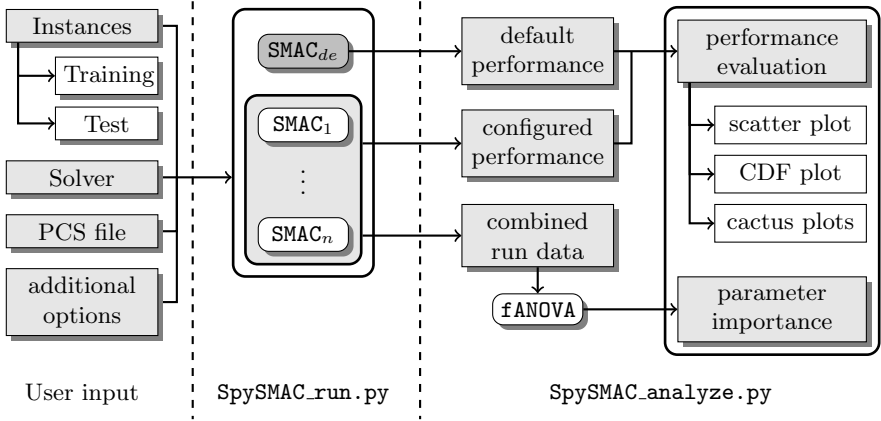 Instances
Training
Test
Solver
PCS file
additional
options
User input
SMAC_de
SMAC_1
⋮
SMAC_n
SpySMAC_run.py
default
performance
configured
performance
combined
run data
fANOVA
performance
evaluation
scatter plot
CDF plot
cactus plots
parameter
importance
SpySMAC_analyze.py